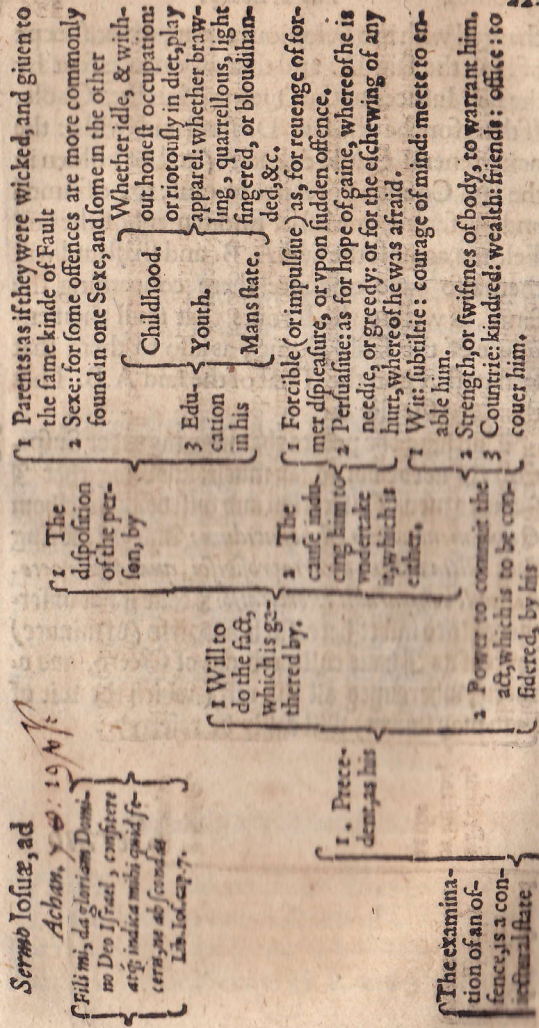 Sermo Ioſuæ, ad
Achan,
Fili mi, da gloriam Domi-
no Deo Iſrael, & confitere
atq; indica mihi quid fe-
ceris, ne abſcondas
Lib. Ioſ. cap. 7.
The examina-
tion of an of-
fence, is a con-
1. Prece-
dent, as his
1 Will to
do the fact,
which is ga-
thered by.
1 The
diſpoſition
of the per-
ſon, by
1 Parents: as if they were wicked, and giuen to
the ſame kinde of Fault
2 Sexe: for ſome offences are more commonly
found in one Sexe, and ſome in the other
3 Edu-
cation
in his
Childhood.
Youth.
Mans ſtate.
Whether idle, & with-
out honeſt occupation:
or riotouſly in diet, play
apparel: whether braw-
ling, quarrellous, light
fingered, or bloudihan-
ded, &c.
2 The
cauſe indu-
cing him to
vndertake
it, which is
either.
1 Forcible (or impulſiue) as, for reuenge of for-
mer dſpleaſure, or vpon ſudden offence.
2 Perſuaſiue: as for hope of gaine, whereof he is
needie, or greedy: or for the eſchewing of any
hurt, whereof he was afraid.
2 Power to commit the
act, which is to be con-
ſidered, by his
1 Wit: ſubtiltie: courage of mind: meete to en-
able him.
2 Strength, or ſwiftnes of body, to warrant him.
3 Countrie: kindred: wealth: friends: office: to
couer him.